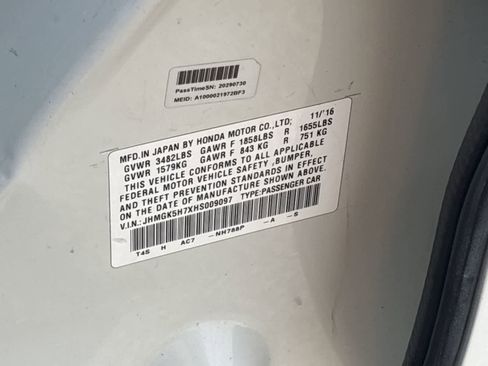 PassTimeSN: 20290730
MEID: A1000021972BF3
MFD.IN JAPAN BY HONDA MOTOR CO.,LTD; 11/'16
GVWR 3482LBS GAWR F 1858LBS R 1655LBS
GVWR 1579KG GAWR F 843 KG R 751 KG
THIS VEHICLE CONFORMS TO ALL APPLICABLE
FEDERAL MOTOR VEHICLE SAFETY ,BUMPER,
AND THEFT PREVENTION STANDARDS IN EFFECT
ON THE DATE OF MANUFACTURE SHOWN ABOVE.
V.I.N.: JHMGK5H7XHS009097 TYPE:PASSENGER CAR
T4S H AC7 -NH788P -A -S